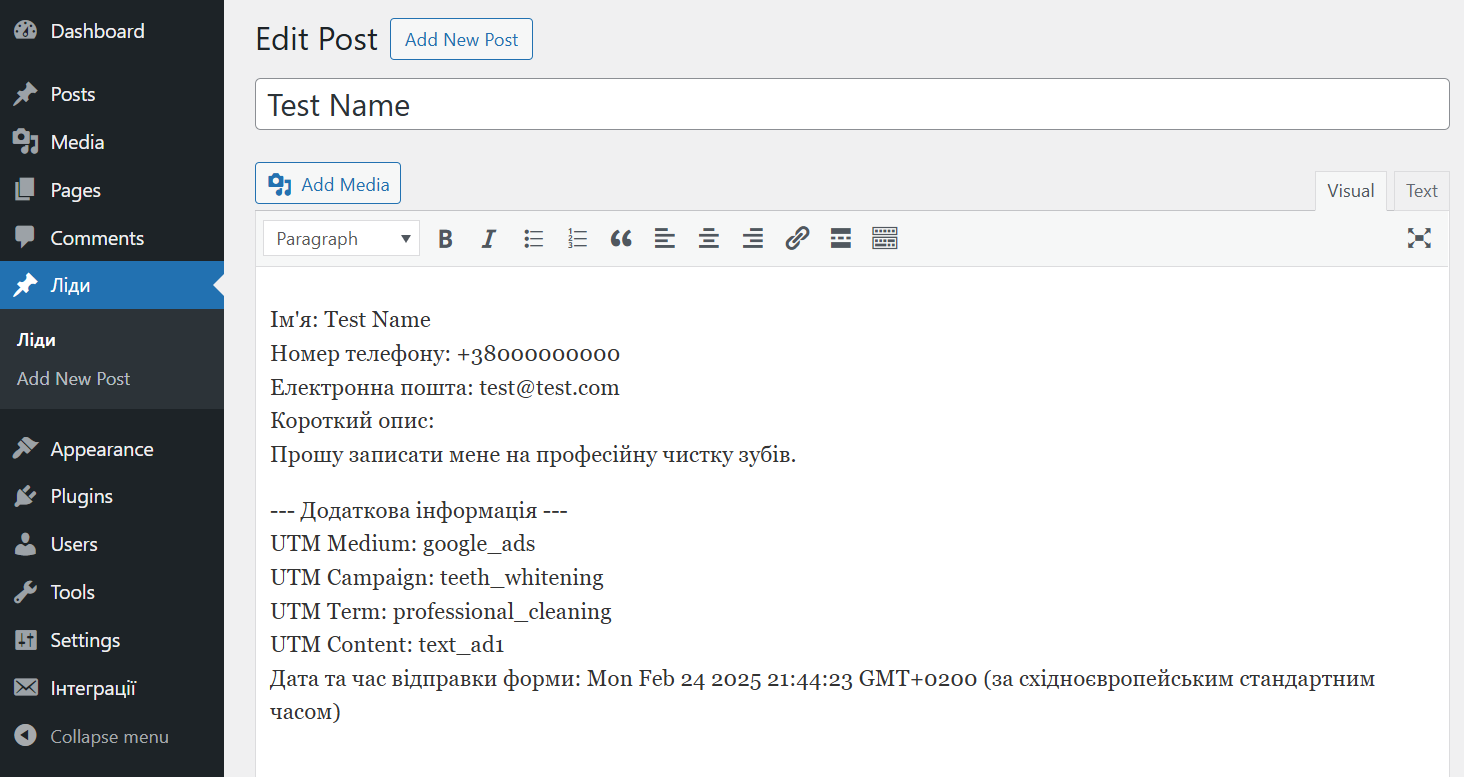 Dashboard
Posts
Media
Pages
Comments
Ліди
Ліди
Add New Post
Appearance
Plugins
Users
Tools
Settings
Інтеграції
Collapse menu
Edit Post
Add New Post
Test Name
Add Media
Visual
Text
Paragraph
Ім'я: Test Name
Номер телефону: +38000000000
Електронна пошта: test@test.com
Короткий опис:
Прошу записати мене на професійну чистку зубів.
--- Додаткова інформація ---
UTM Medium: google_ads
UTM Campaign: teeth_whitening
UTM Term: professional_cleaning
UTM Content: text_ad1
Дата та час відправки форми: Mon Feb 24 2025 21:44:23 GMT+0200 (за східноєвропейським стандартним
часом)